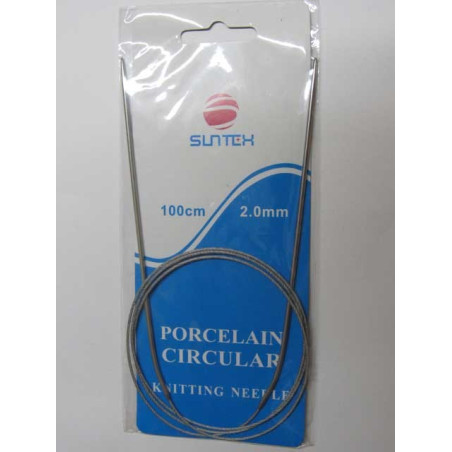 SUNTEX
100cm 2.0mm
PORCELAIN
CIRCULAR
KNITTING NEEDLE